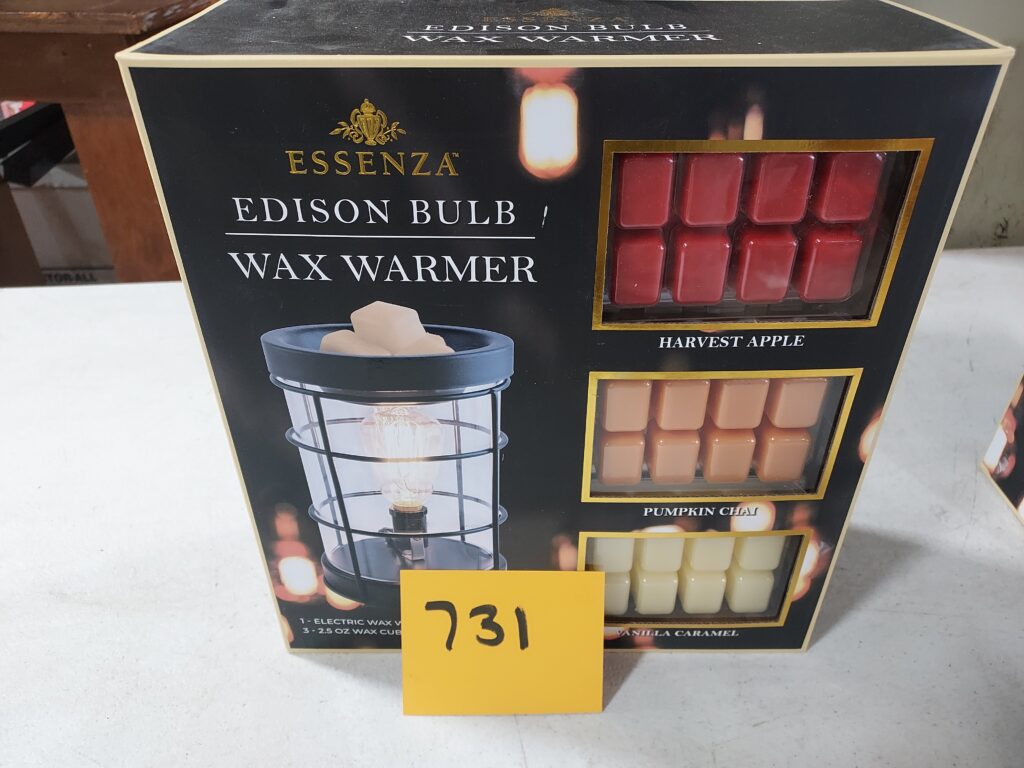 ESSENZA
EDISON BULB
WAX WARMER
ESSENZA™
EDISON BULB
WAX WARMER
HARVEST APPLE
PUMPKIN CHAI
VANILLA CARAMEL
1 - ELECTRIC WAX
3 - 2.5 OZ WAX
731